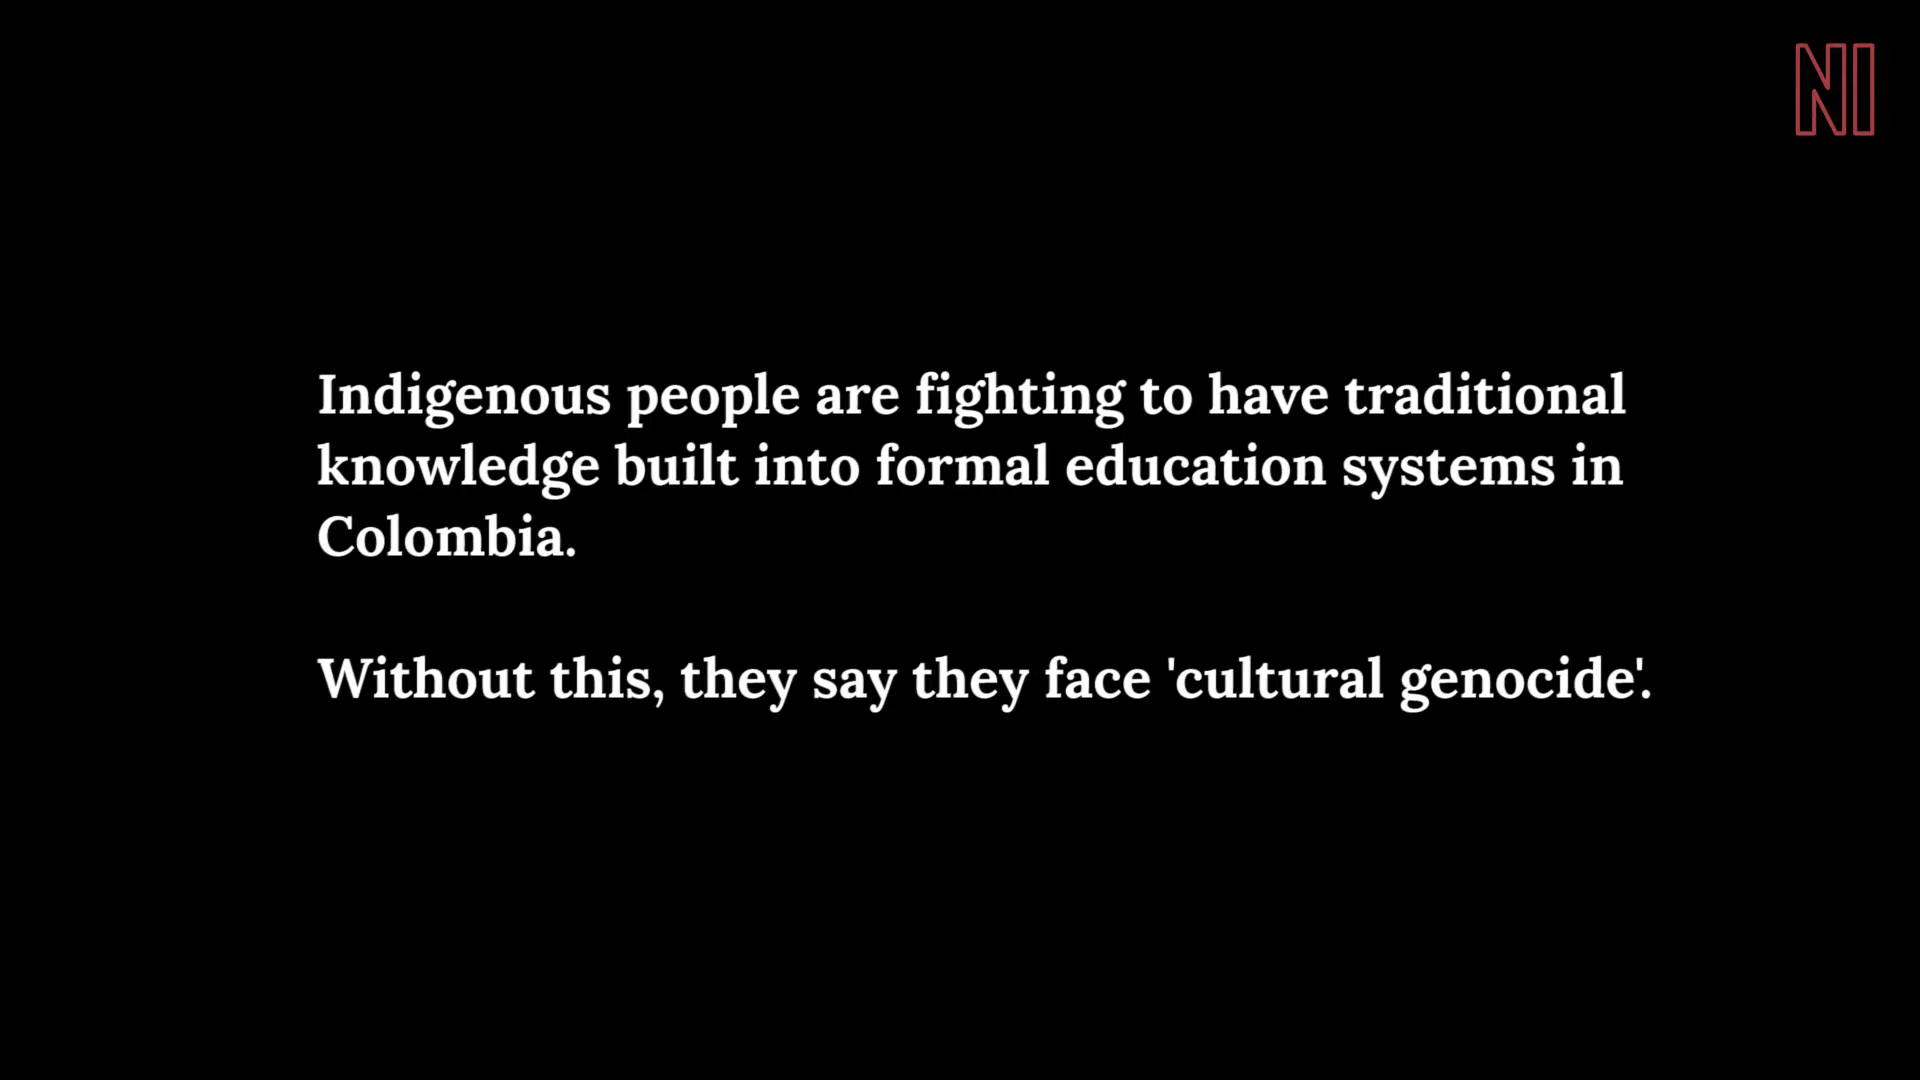 NI
Indigenous people are fighting to have traditional
knowledge built into formal education systems in
Colombia.
Without this, they say they face 'cultural genocide'.